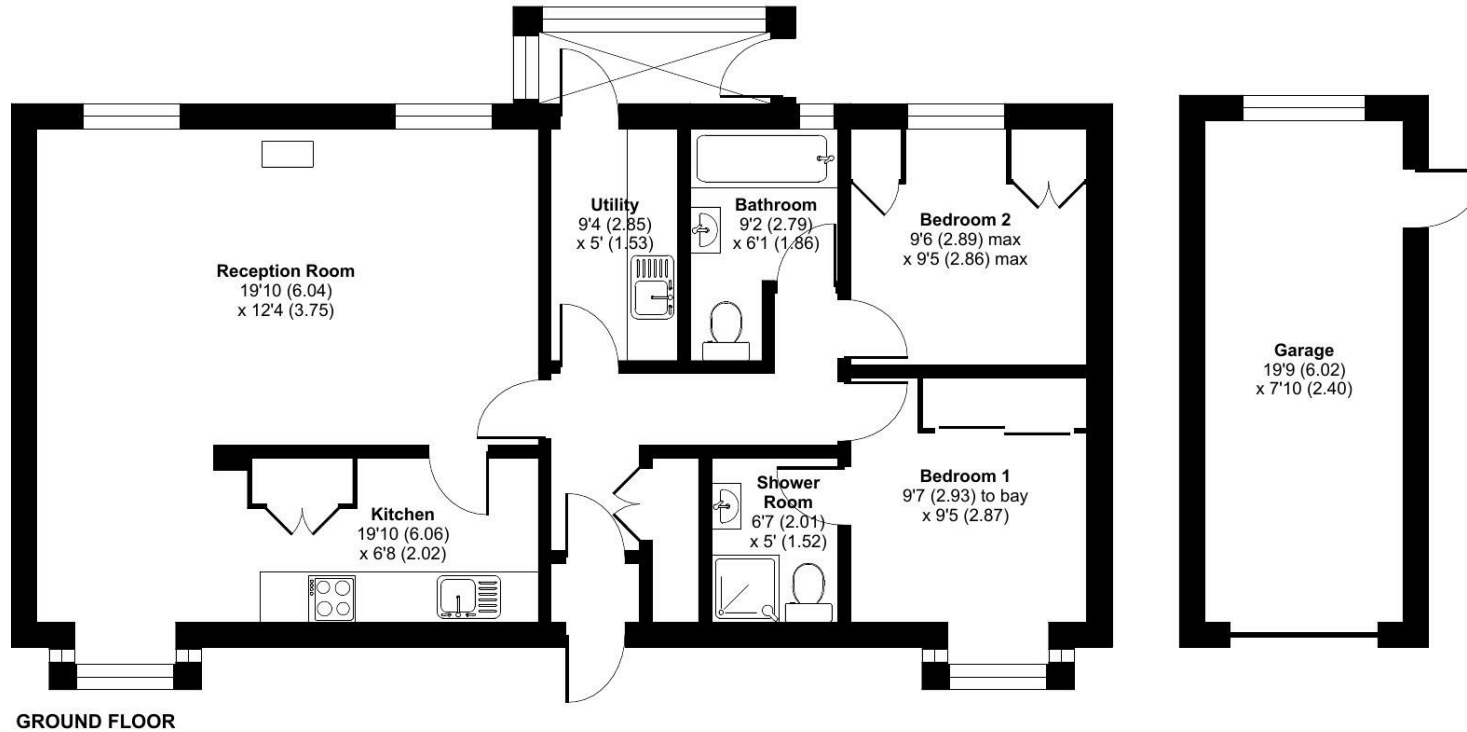 Utility
9'4 (2.85)
x 5' (1.53)
Bathroom
9'2 (2.79)
x 6'1 (1.86)
Bedroom 2
9'6 (2.89) max
x 9'5 (2.86) max
Reception Room
19'10 (6.04)
x 12'4 (3.75)
Garage
19'9 (6.02)
x 7'10 (2.40)
Kitchen
19'10 (6.06)
x 6'8 (2.02)
Shower
Room
6'7 (2.01)
x 5' (1.52)
Bedroom 1
9'7 (2.93) to bay
x 9'5 (2.87)
GROUND FLOOR